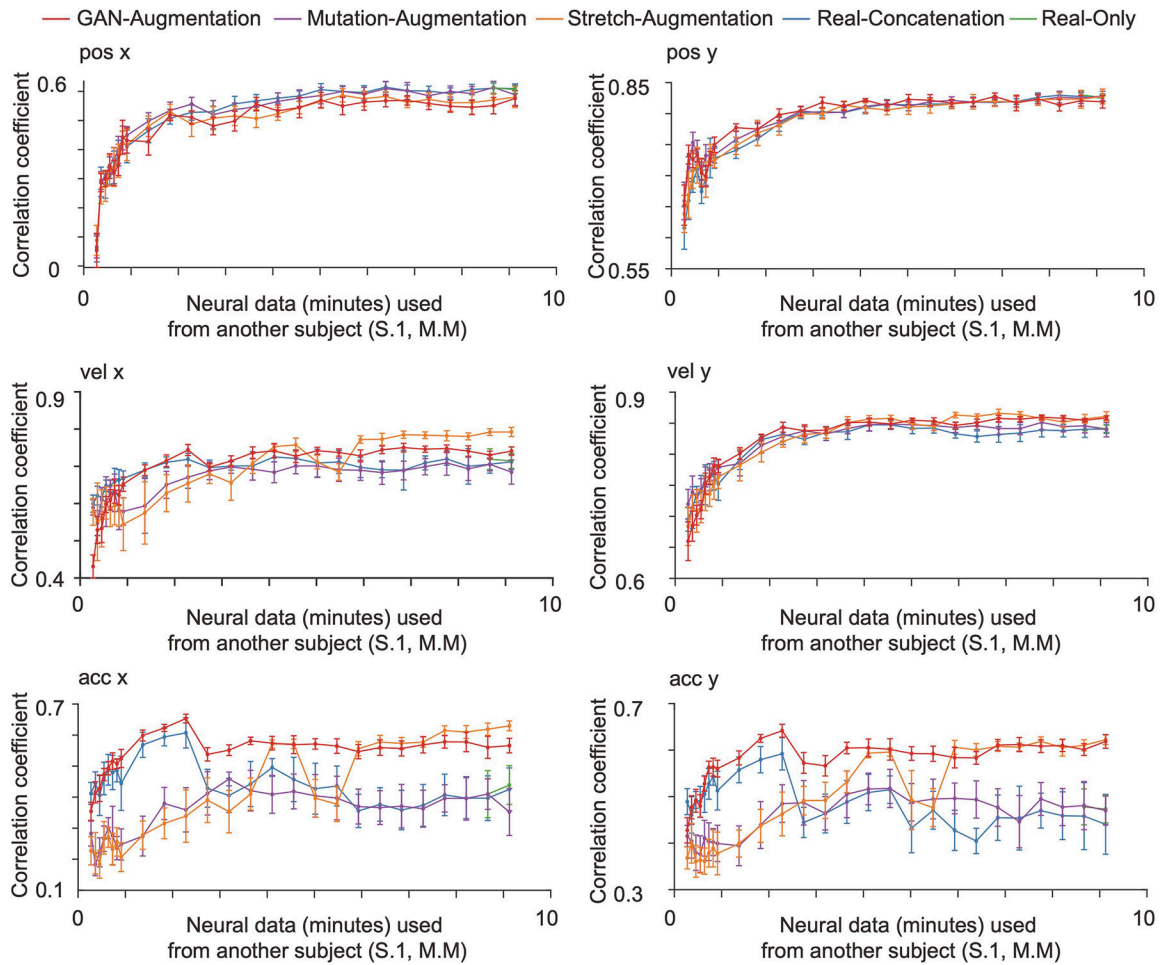 GAN-Augmentation Mutation-Augmentation Stretch-Augmentation Real-Concatenation Real-Only
pos x
Correlation coefficient
0.6
0
0
10
Neural data (minutes) used
from another subject (S.1, M.M)
pos y
Correlation coefficient
0.85
0.55
0
10
Neural data (minutes) used
from another subject (S.1, M.M)
vel x
Correlation coefficient
0.9
0.4
0
10
Neural data (minutes) used
from another subject (S.1, M.M)
vel y
Correlation coefficient
0.9
0.6
0
10
Neural data (minutes) used
from another subject (S.1, M.M)
acc x
Correlation coefficient
0.7
0.1
0
10
Neural data (minutes) used
from another subject (S.1, M.M)
acc y
Correlation coefficient
0.7
0.3
0
10
Neural data (minutes) used
from another subject (S.1, M.M)